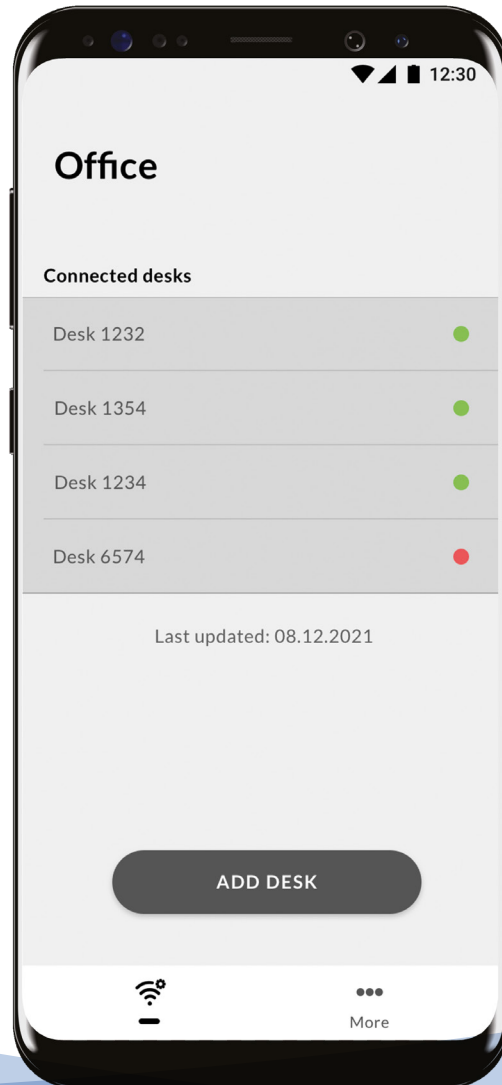 12:30
Office
Connected desks
Desk 1232
Desk 1354
Desk 1234
Desk 6574
Last updated: 08.12.2021
ADD DESK
More